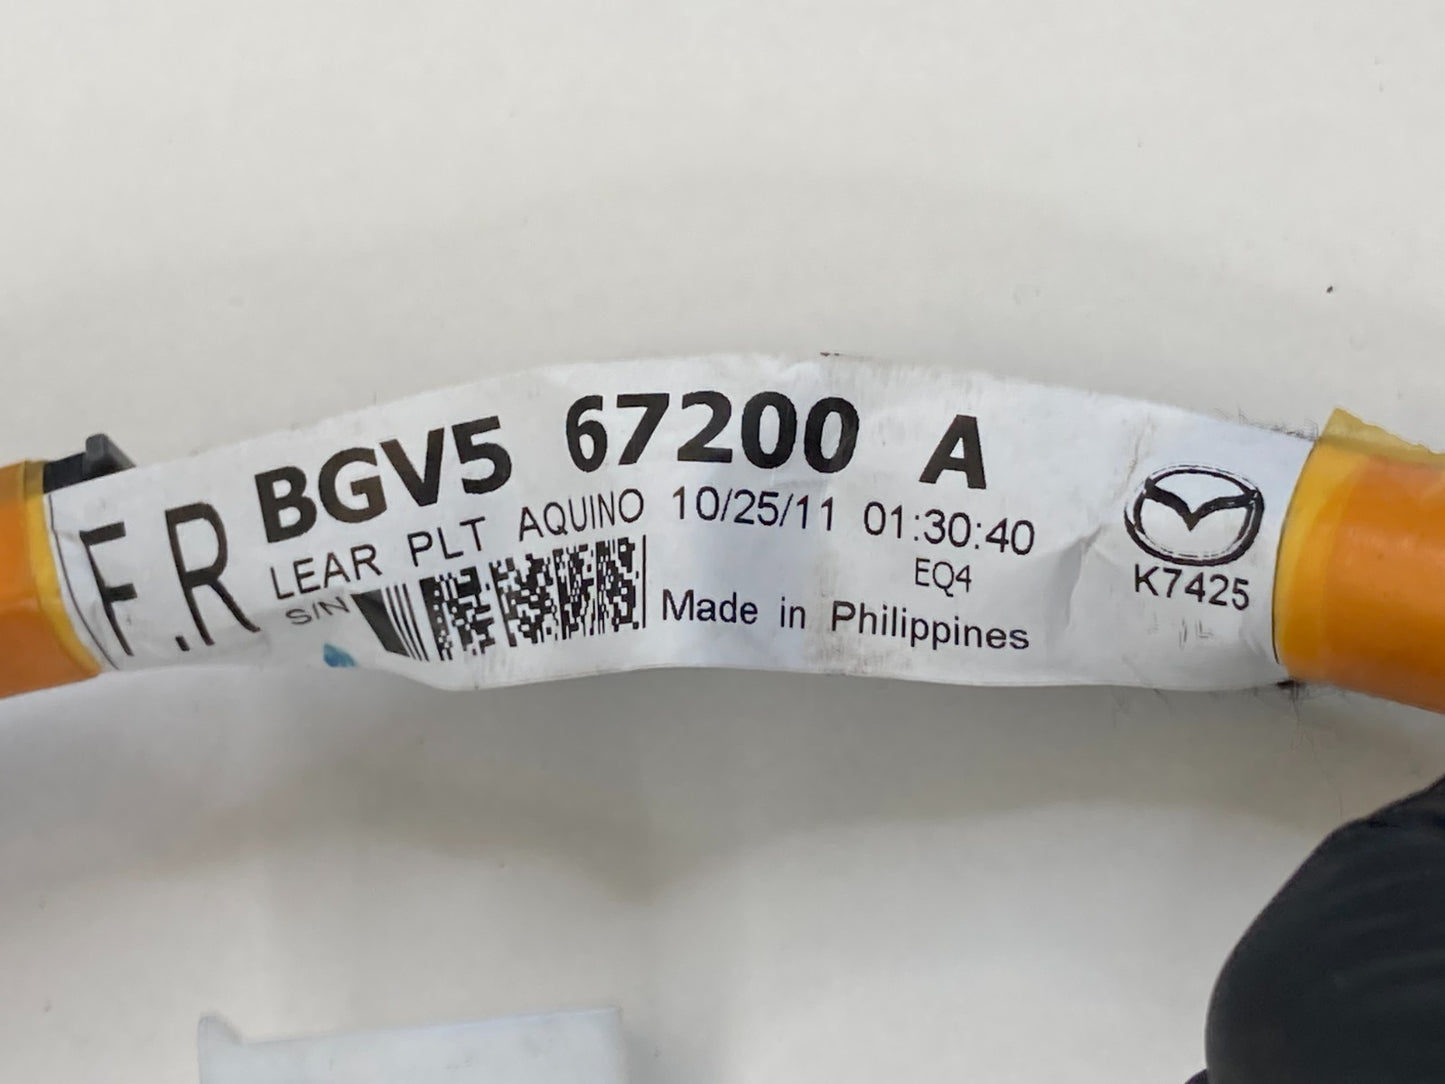 F.R
BGV5 67200 A
LEAR PLT AQUINO 10/25/11 01:30:40
EQ4
S/N
Made in Philippines
K7425